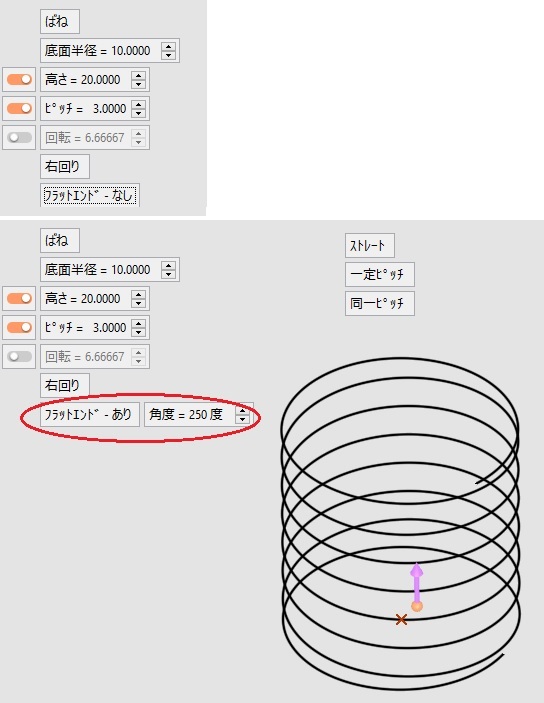 ばね
底面半径 = 10.0000
高さ = 20.0000
ﾋﾟｯﾁ = 3.0000
回転 = 6.66667
右回り
ﾌﾗｯﾄｴﾝﾄﾞ - なし
ばね
底面半径 = 10.0000
高さ = 20.0000
ﾋﾟｯﾁ = 3.0000
回転 = 6.66667
右回り
ﾌﾗｯﾄｴﾝﾄﾞ - あり 角度 = 250 度
ｽﾄﾚｰﾄ
一定ﾋﾟｯﾁ
同一ﾋﾟｯﾁ